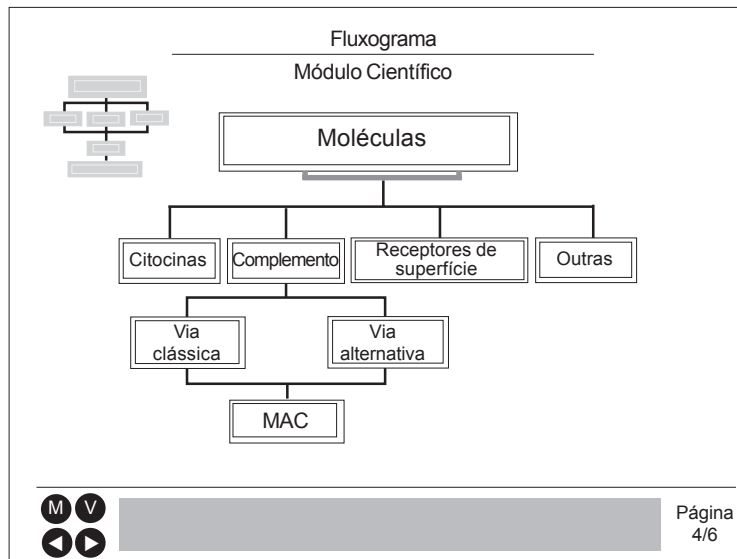 Fluxograma
Módulo Científico
Moléculas
Citocinas
Complemento
Receptores de
superfície
Outras
Via
clássica
Via
alternativa
MAC
M V
Página
4/6